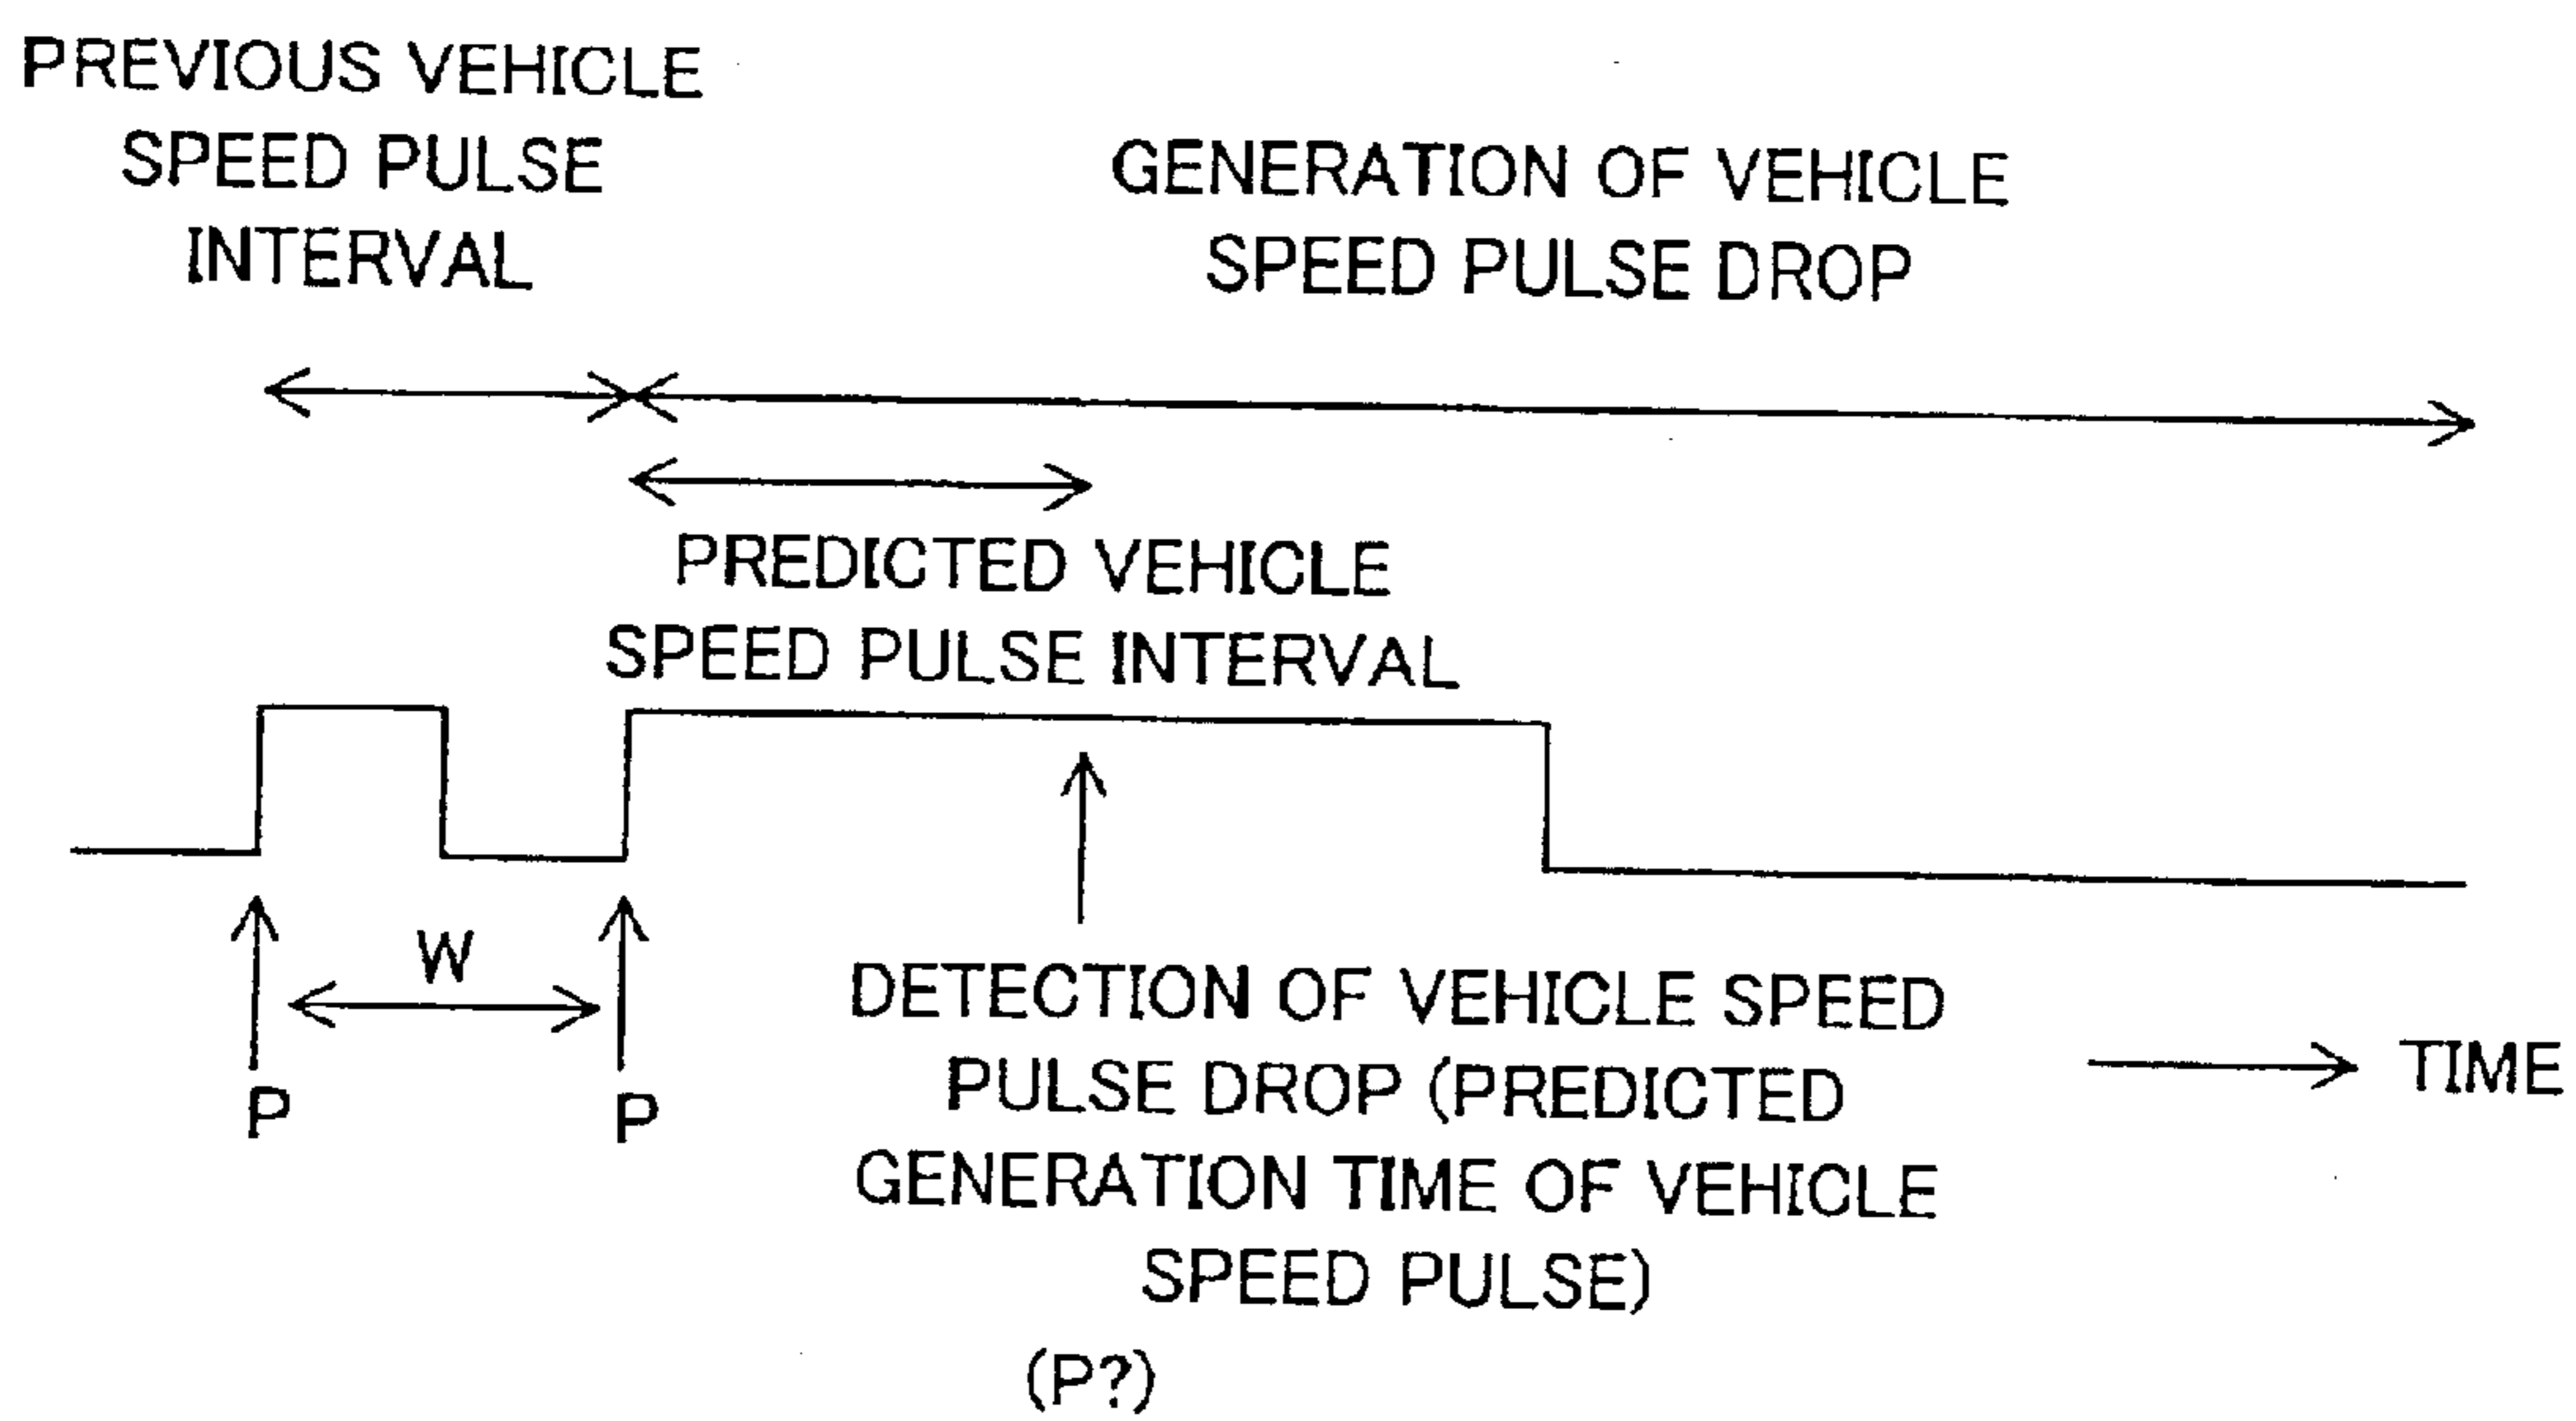 PREVIOUS VEHICLE
SPEED PULSE
INTERVAL
GENERATION OF VEHICLE
SPEED PULSE DROP
PREDICTED VEHICLE
SPEED PULSE INTERVAL
W
P
P
DETECTION OF VEHICLE SPEED
PULSE DROP (PREDICTED
GENERATION TIME OF VEHICLE
SPEED PULSE)
(P?)
TIME